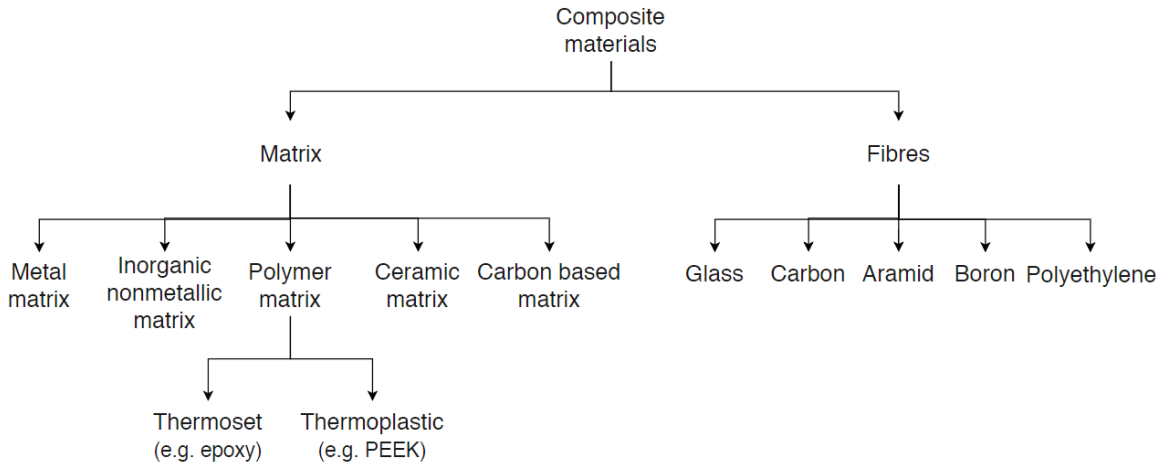 Composite
materials
Matrix
Fibres
Metal
matrix
Inorganic
nonmetallic
matrix
Polymer
matrix
Ceramic
matrix
Carbon based
matrix
Glass
Carbon
Aramid
Boron
Polyethylene
Thermoset
(e.g. epoxy)
Thermoplastic
(e.g. PEEK)